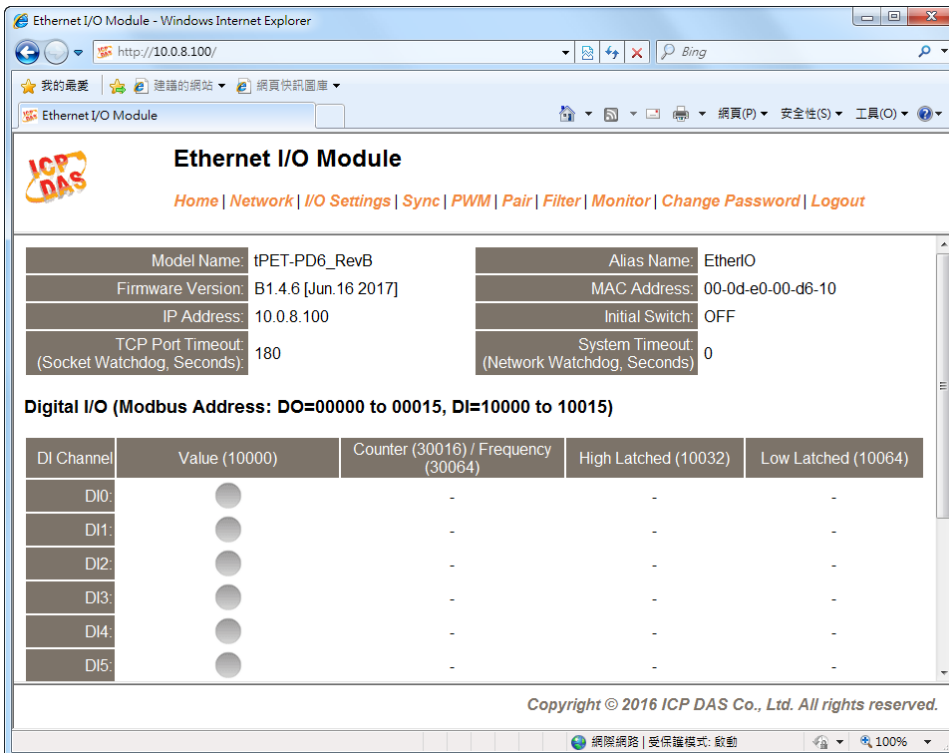 Ethernet I/O Module - Windows Internet Explorer
http://10.0.8.100/ Bing
我的最愛 建議的網站 網頁快訊圖庫
Ethernet I/O Module 網頁(P) 安全性(S) 工具(O)
ICP DAS
Ethernet I/O Module
Home | Network | I/O Settings | Sync | PWM | Pair | Filter | Monitor | Change Password | Logout
Model Name: tPET-PD6_RevB Alias Name: EtherIO
Firmware Version: B1.4.6 [Jun.16 2017] MAC Address: 00-0d-e0-00-d6-10
IP Address: 10.0.8.100 Initial Switch: OFF
TCP Port Timeout: (Socket Watchdog, Seconds): 180 System Timeout: (Network Watchdog, Seconds) 0
Digital I/O (Modbus Address: DO=00000 to 00015, DI=10000 to 10015)
DI Channel Value (10000) Counter (30016) / Frequency (30064) High Latched (10032) Low Latched (10064)
DI0: - - -
DI1: - - -
DI2: - - -
DI3: - - -
DI4: - - -
DI5: - - -
Copyright © 2016 ICP DAS Co., Ltd. All rights reserved.
網際網路 | 受保護模式: 啟動 100%